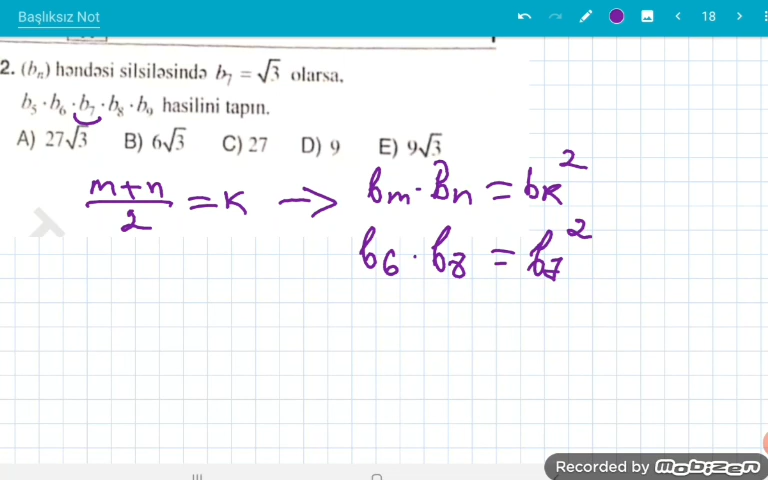 Başlıksız Not
18
2. (bₙ) həndəsi silsiləsində b₇ = √3 olarsa,
b₅ · b₆ · b₇ · b₈ · b₉ hasilini tapın.
A) 27√3 B) 6√3 C) 27 D) 9 E) 9√3
(m+n)/2 = K → bₘ · bₙ = bₖ²
b₆ · b₈ = b₇²
Recorded by mobizen